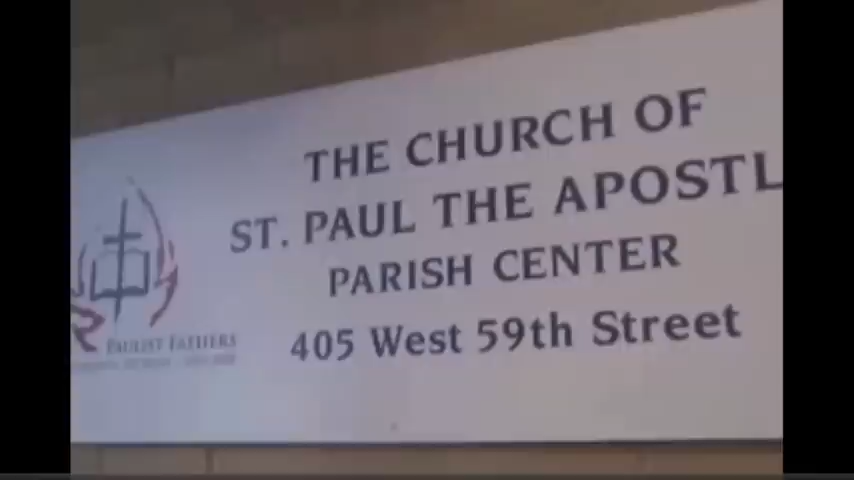 THE CHURCH OF
ST. PAUL THE APOSTL
PARISH CENTER
405 West 59th Street
PAULIST FATHERS